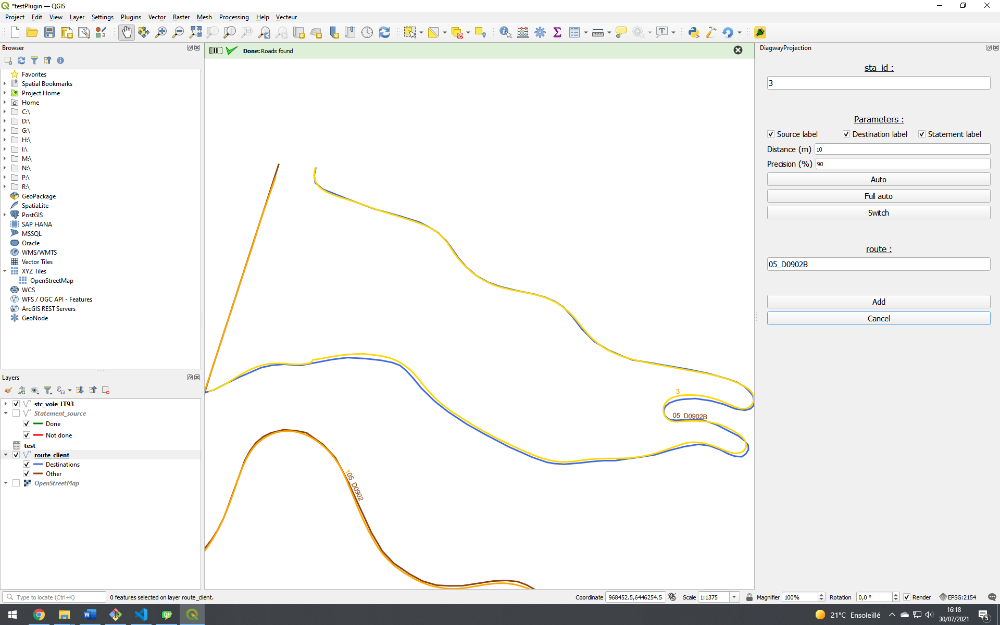 *testPlugin — QGIS
Project Edit View Layer Settings Plugins Vector Raster Mesh Processing Help Vecteur
Browser
Favorites
Spatial Bookmarks
Project Home
Home
C:\
D:\
G:\
H:\
I:\
M:\
N:\
P:\
R:\
GeoPackage
SpatiaLite
PostGIS
SAP HANA
MSSQL
Oracle
WMS/WMTS
Vector Tiles
XYZ Tiles
OpenStreetMap
WCS
WFS / OGC API - Features
ArcGIS REST Servers
GeoNode
Layers
stc_voie_LT93
Statement_source
Done
Not done
test
route_client
Destinations
Other
OpenStreetMap
Done: Roads found
3
05_D0902B
1
05_D0902
DiagwayProjection
sta_id :
3
Parameters :
Source label Destination label Statement label
Distance (m) 10
Precision (%) 90
Auto
Full auto
Switch
route :
05_D0902B
Add
Cancel
Type to locate (Ctrl+K) 0 features selected on layer route_client. Coordinate 968452.5,6446254.5 Scale 1:1375 Magnifier 100% Rotation 0,0 ° Render EPSG:2154
21°C Ensoleillé 16:18
30/07/2021
5